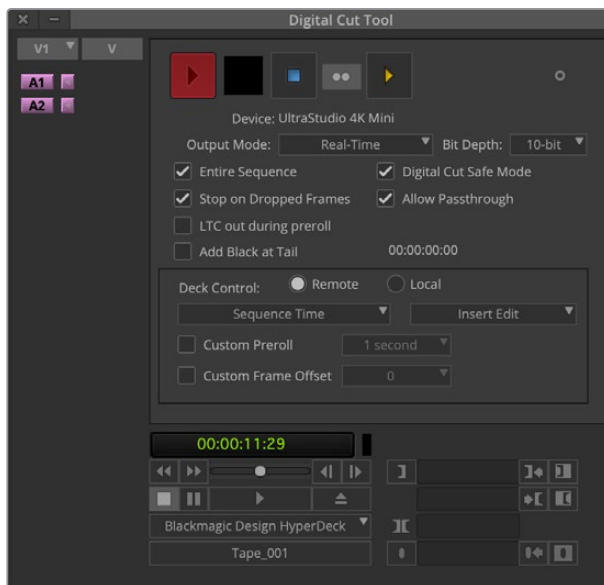 Digital Cut Tool
V1 V
A1
A2
Device: UltraStudio 4K Mini
Output Mode: Real-Time Bit Depth: 10-bit
Entire Sequence Digital Cut Safe Mode
Stop on Dropped Frames Allow Passthrough
LTC out during preroll
Add Black at Tail 00:00:00:00
Deck Control: Remote Local
Sequence Time Insert Edit
Custom Preroll 1 second
Custom Frame Offset 0
00:00:11:29
Blackmagic Design HyperDeck
Tape_001